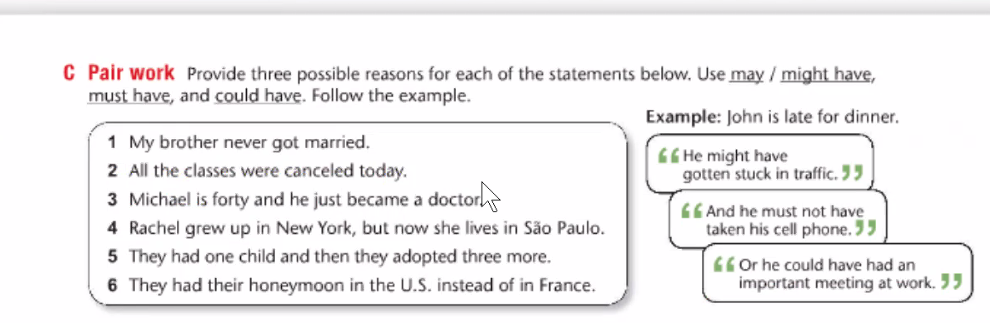 C Pair work Provide three possible reasons for each of the statements below. Use may / might have,
must have, and could have. Follow the example.
1 My brother never got married.
2 All the classes were canceled today.
3 Michael is forty and he just became a doctor.
4 Rachel grew up in New York, but now she lives in São Paulo.
5 They had one child and then they adopted three more.
6 They had their honeymoon in the U.S. instead of in France.
Example: John is late for dinner.
“He might have
gotten stuck in traffic.”
“And he must not have
taken his cell phone.”
“Or he could have had an
important meeting at work.”